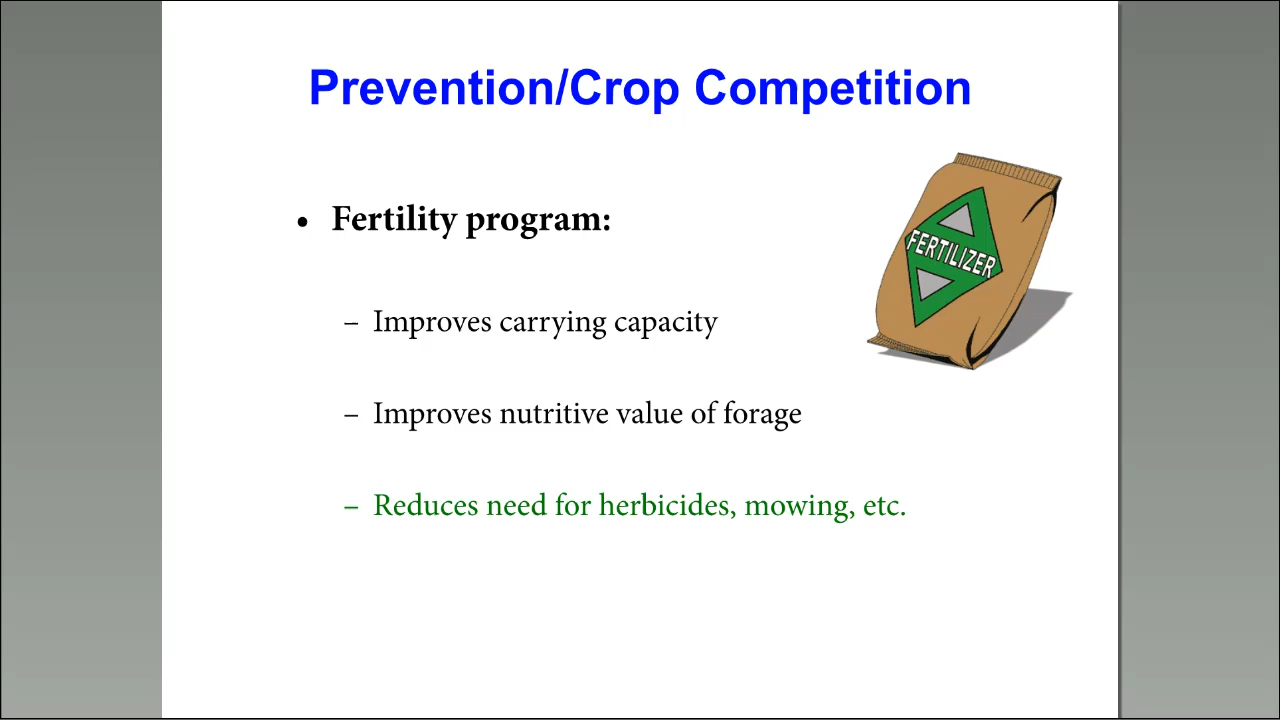 Prevention/Crop Competition
• Fertility program:
– Improves carrying capacity
– Improves nutritive value of forage
– Reduces need for herbicides, mowing, etc.
FERTILIZER